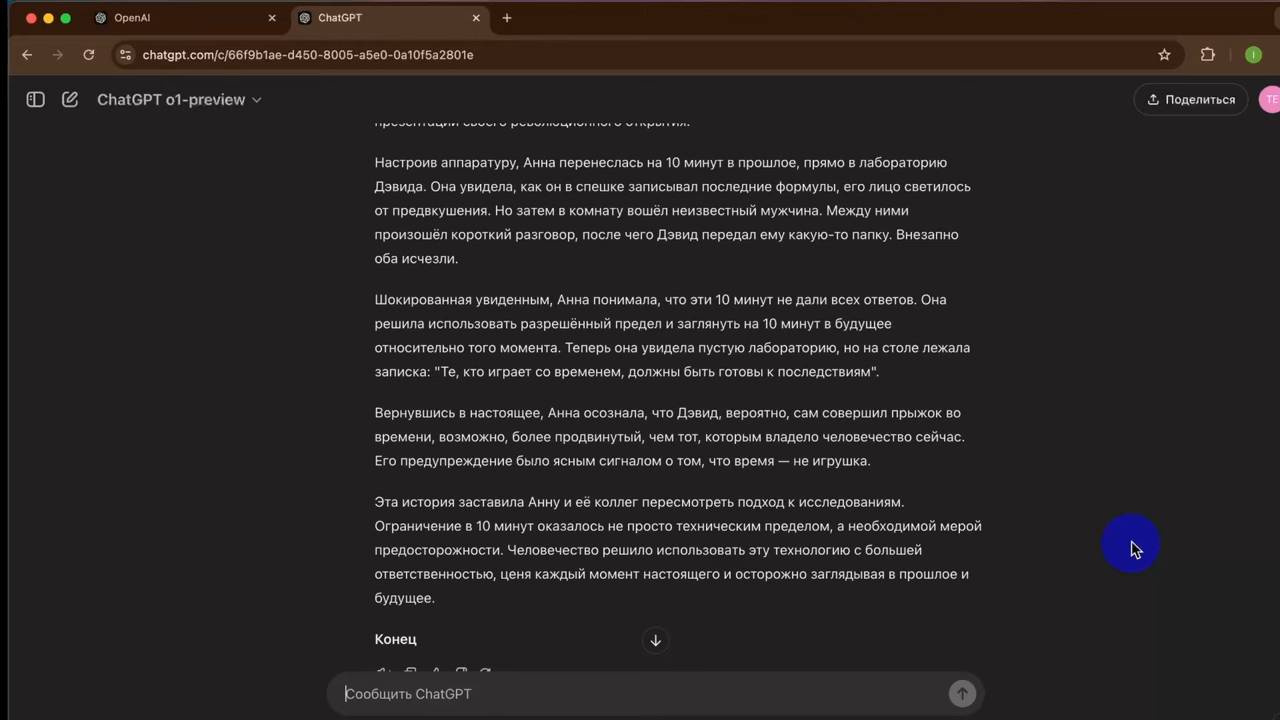 OpenAI
ChatGPT
chatgpt.com/c/66f9b1ae-d450-8005-a5e0-0a10f5a2801e
ChatGPT o1-preview
Поделиться
TE
презентации своего революционного открытия.
Настроив аппаратуру, Анна перенеслась на 10 минут в прошлое, прямо в лабораторию
Дэвида. Она увидела, как он в спешке записывал последние формулы, его лицо светилось
от предвкушения. Но затем в комнату вошёл неизвестный мужчина. Между ними
произошёл короткий разговор, после чего Дэвид передал ему какую-то папку. Внезапно
оба исчезли.
Шокированная увиденным, Анна понимала, что эти 10 минут не дали всех ответов. Она
решила использовать разрешённый предел и заглянуть на 10 минут в будущее
относительно того момента. Теперь она увидела пустую лабораторию, но на столе лежала
записка: "Те, кто играет со временем, должны быть готовы к последствиям".
Вернувшись в настоящее, Анна осознала, что Дэвид, вероятно, сам совершил прыжок во
времени, возможно, более продвинутый, чем тот, которым владело человечество сейчас.
Его предупреждение было ясным сигналом о том, что время — не игрушка.
Эта история заставила Анну и её коллег пересмотреть подход к исследованиям.
Ограничение в 10 минут оказалось не просто техническим пределом, а необходимой мерой
предосторожности. Человечество решило использовать эту технологию с большей
ответственностью, ценя каждый момент настоящего и осторожно заглядывая в прошлое и
будущее.
Конец
Сообщить ChatGPT